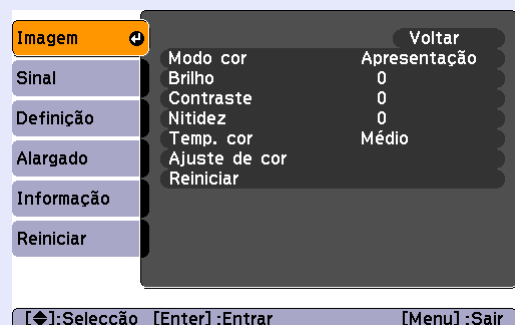 Imagem
Sinal
Definição
Alargado
Informação
Reiniciar
Voltar
Modo cor Apresentação
Brilho 0
Contraste 0
Nitidez 0
Temp. cor Médio
Ajuste de cor
Reiniciar
[◆]:Selecção [Enter]:Entrar [Menu]:Sair